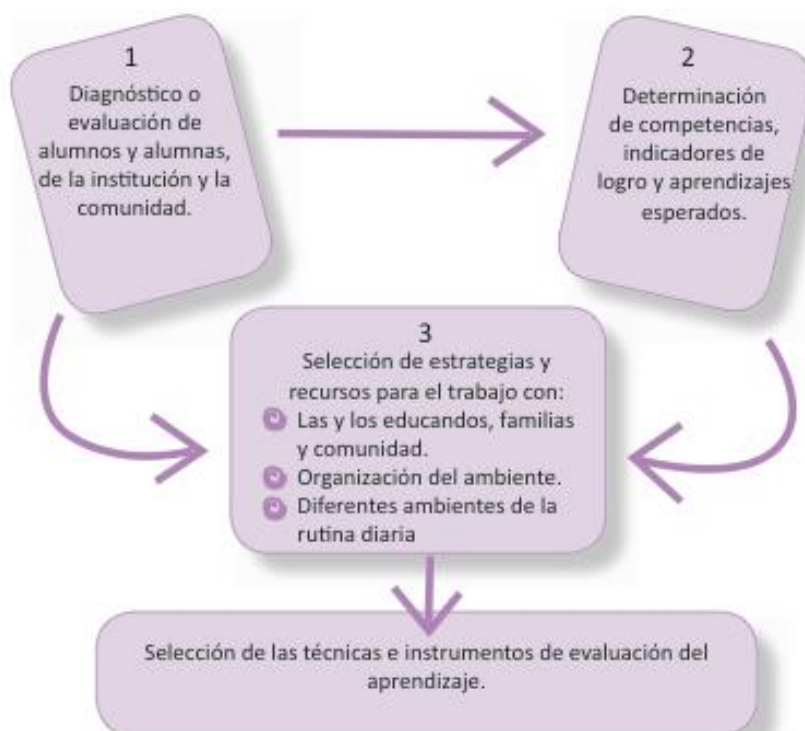 1
Diagnóstico o
evaluación de
alumnos y alumnas,
de la institución y la
comunidad.
2
Determinación
de competencias,
indicadores de
logro y aprendizajes
esperados.
3
Selección de estrategias y
recursos para el trabajo con:
Las y los educandos, familias
y comunidad.
Organización del ambiente.
Diferentes ambientes de la
rutina diaria
Selección de las técnicas e instrumentos de evaluación del
aprendizaje.